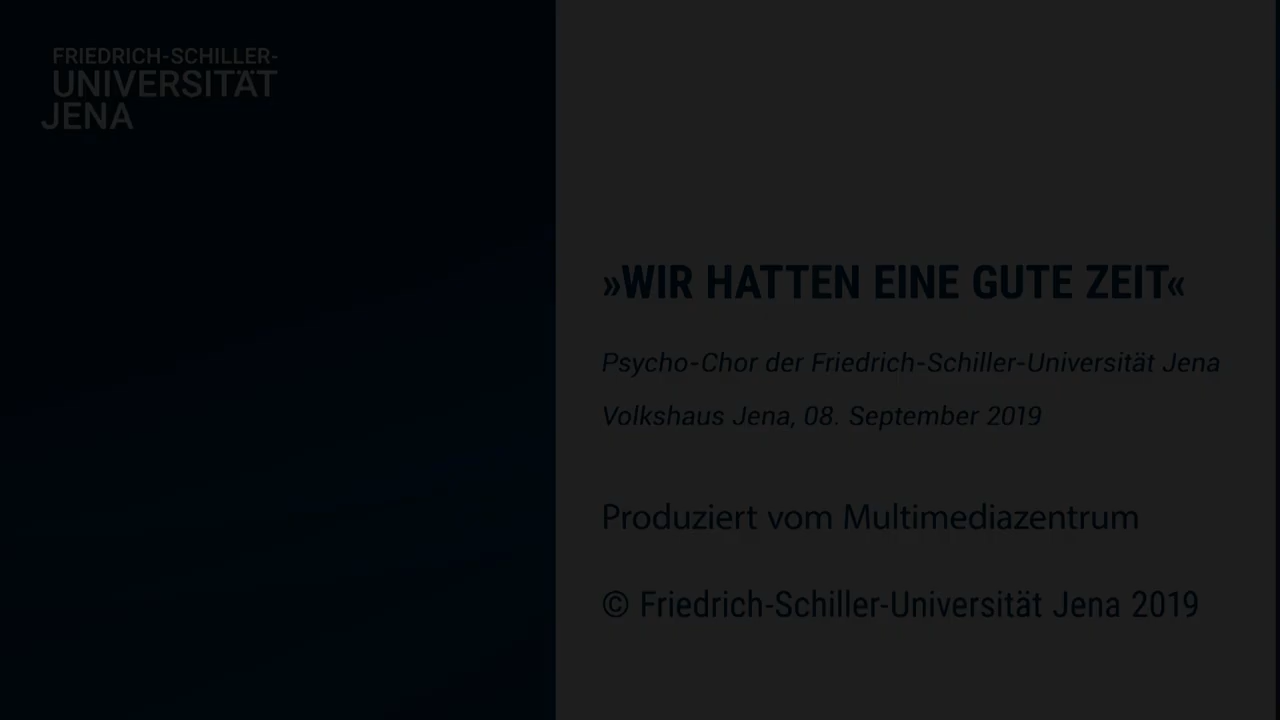 FRIEDRICH-SCHILLER-
UNIVERSITÄT
JENA
»WIR HATTEN EINE GUTE ZEIT«
Psycho-Chor der Friedrich-Schiller-Universität Jena
Volkshaus Jena, 08. September 2019
Produziert vom Multimediazentrum
© Friedrich-Schiller-Universität Jena 2019